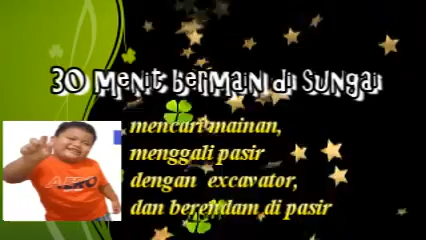 30 Menit bermain di sungai
mencari mainan,
menggali pasir
dengan excavator,
dan berendam di pasir